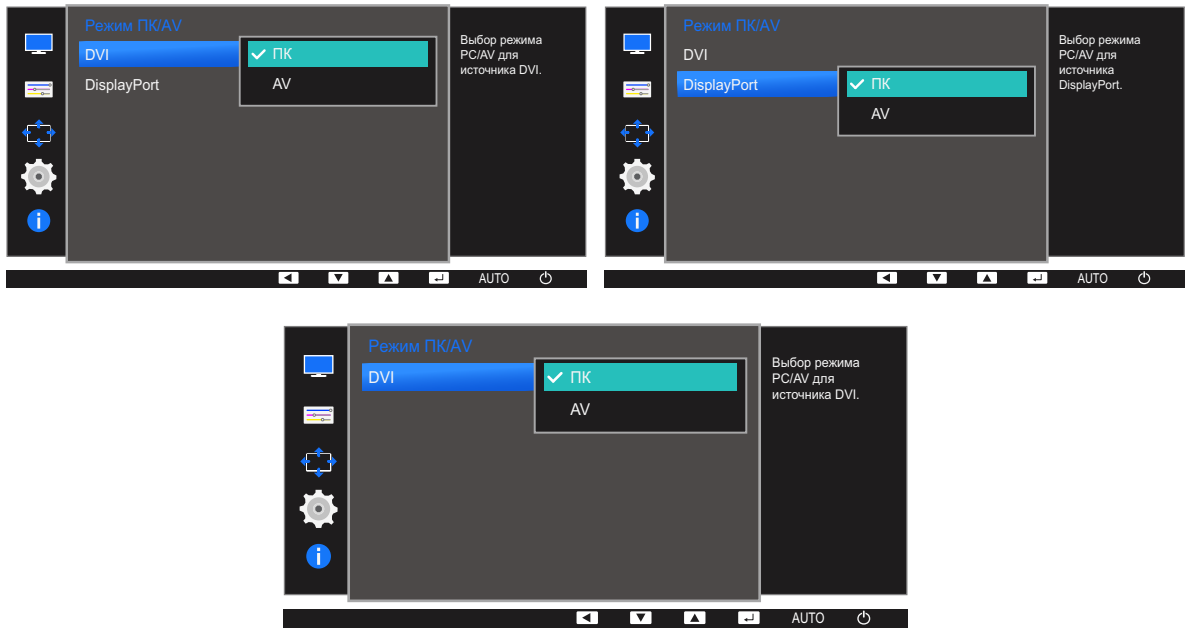 Режим ПК/AV
DVI
ПК
DisplayPort
AV
Выбор режима
PC/AV для
источника DVI.
AUTO
Режим ПК/AV
DVI
DisplayPort
ПК
AV
Выбор режима
PC/AV для
источника
DisplayPort.
AUTO
Режим ПК/AV
DVI
ПК
AV
Выбор режима
PC/AV для
источника DVI.
AUTO